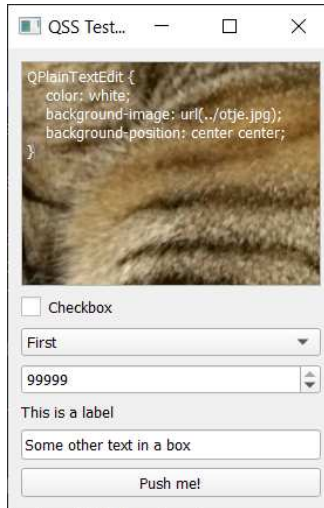 QSS Test...
QPlainTextEdit {
    color: white;
    background-image: url(../otje.jpg);
    background-position: center center;
}
Checkbox
First
99999
This is a label
Some other text in a box
Push me!